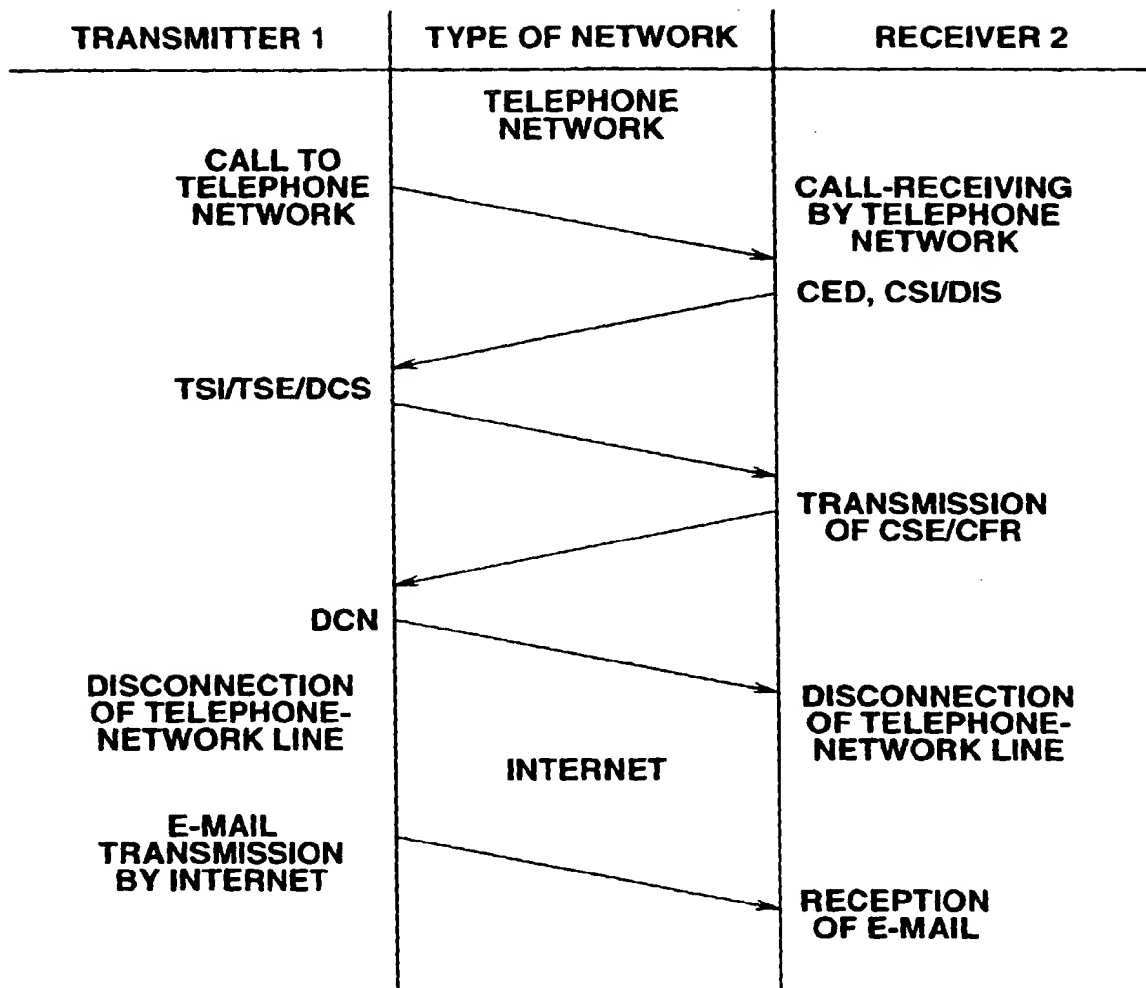 TRANSMITTER 1
TYPE OF NETWORK
RECEIVER 2
TELEPHONE
NETWORK
CALL TO
TELEPHONE
NETWORK
CALL-RECEIVING
BY TELEPHONE
NETWORK
CED, CSI/DIS
TSI/TSE/DCS
TRANSMISSION
OF CSE/CFR
DCN
DISCONNECTION
OF TELEPHONE-
NETWORK LINE
DISCONNECTION
OF TELEPHONE-
NETWORK LINE
INTERNET
E-MAIL
TRANSMISSION
BY INTERNET
RECEPTION
OF E-MAIL